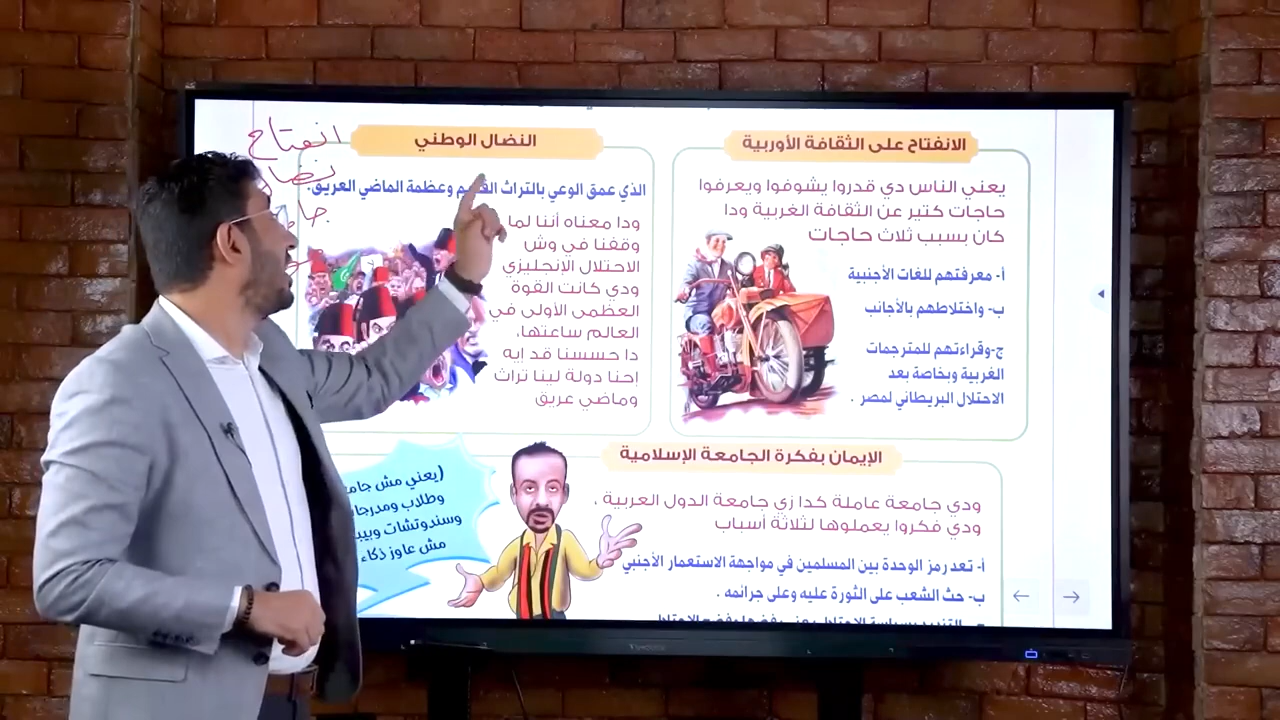 الانفتاح على الثقافة الأوربية
يعني الناس دي قدروا يشوفوا ويعرفوا
حاجات كتير عن الثقافة الغربية ودا
كان بسبب ثلاث حاجات
أ- معرفتهم للغات الأجنبية
ب- واختلاطهم بالأجانب
ج-وقراءتهم للمترجمات
الغربية وبخاصة بعد
الاحتلال البريطاني لمصر .
انفتاح
النضال الوطني
الذي عمق الوعي بالتراث وعظمة الماضي العريق.
ودا معناه أننا لما
وقفنا في وش
الاحتلال الإنجليزي
ودي كانت القوة
العظمى الأولى في
العالم ساعتها،
دا حسسنا قد إيه
إحنا دولة لينا تراث
وماضي عريق
الإيمان بفكرة الجامعة الإسلامية
ودي جامعة عاملة كدا زي جامعة الدول العربية ،
ودي فكروا يعملوها لثلاثة أسباب
أ- تعد رمز الوحدة بين المسلمين في مواجهة الاستعمار الأجنبي
ب- حث الشعب على الثورة عليه وعلى جرائمه .
(يعني مش
وطلاب
وسندوتشات
مش عاوز ذكاء